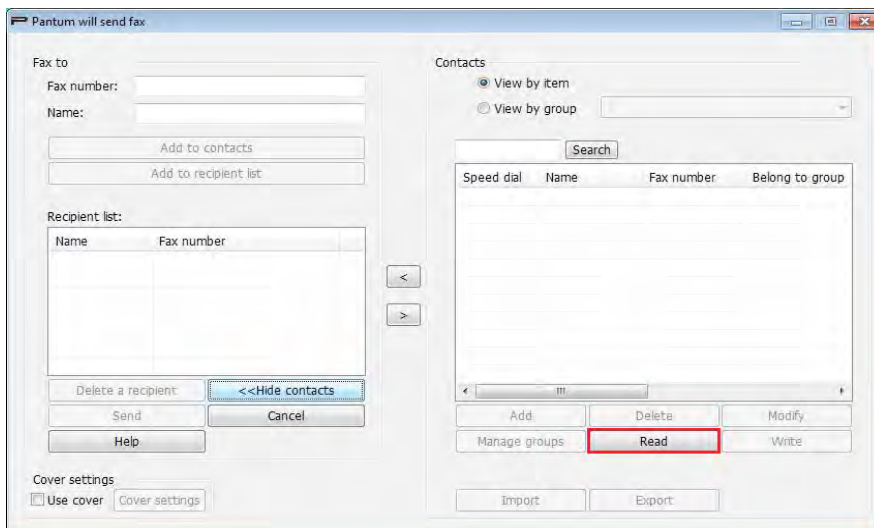 Pantum will send fax
Fax to
Fax number:
Name:
Add to contacts
Add to recipient list
Recipient list:
Name Fax number
Delete a recipient <<Hide contacts
Send Cancel
Help
Cover settings
Use cover Cover settings
<
>
Contacts
View by item
View by group
Search
Speed dial Name Fax number Belong to group
Add Delete Modify
Manage groups Read Write
Import Export